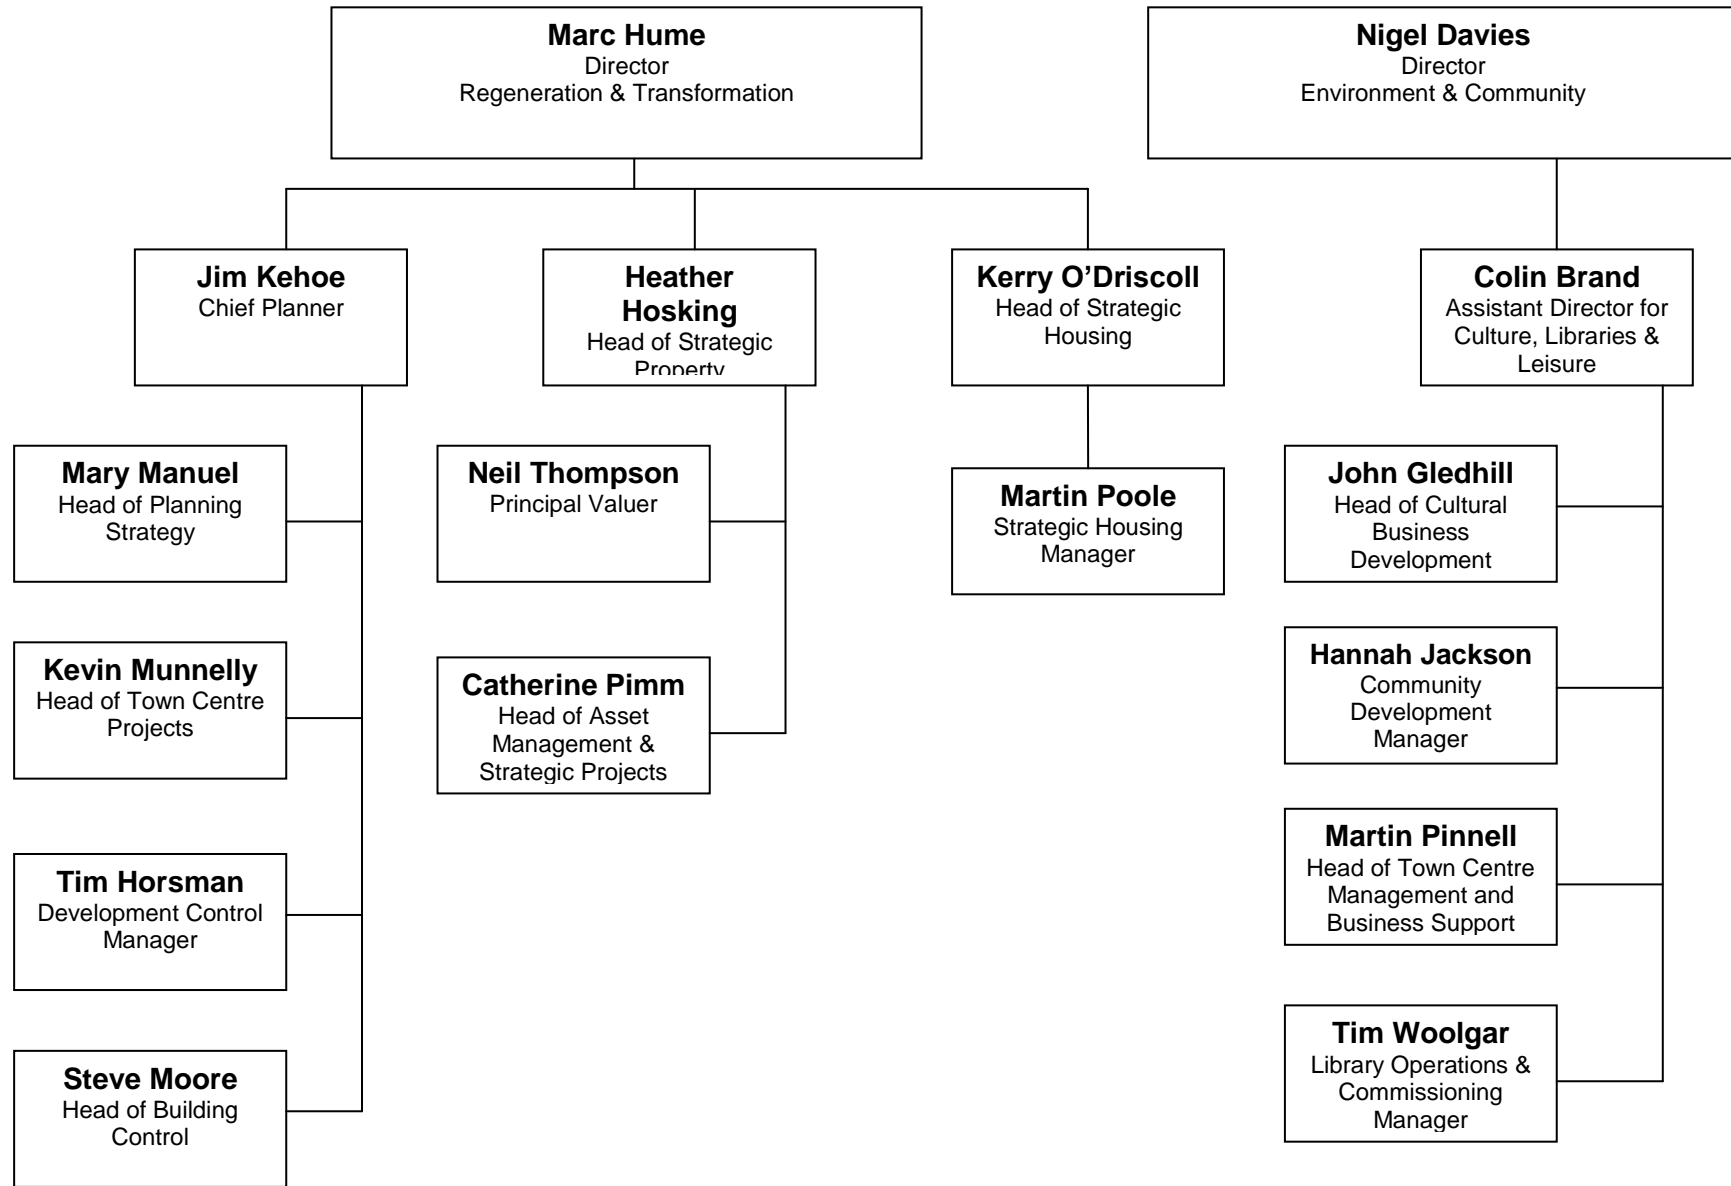 Marc Hume
Director
Regeneration & Transformation
Nigel Davies
Director
Environment & Community
Jim Kehoe
Chief Planner
Heather
Hosking
Head of Strategic
Property
Kerry O’Driscoll
Head of Strategic
Housing
Colin Brand
Assistant Director for
Culture, Libraries &
Leisure
Mary Manuel
Head of Planning
Strategy
Neil Thompson
Principal Valuer
Martin Poole
Strategic Housing
Manager
John Gledhill
Head of Cultural
Business
Development
Kevin Munnelly
Head of Town Centre
Projects
Catherine Pimm
Head of Asset
Management &
Strategic Projects
Hannah Jackson
Community
Development
Manager
Tim Horsman
Development Control
Manager
Martin Pinnell
Head of Town Centre
Management and
Business Support
Steve Moore
Head of Building
Control
Tim Woolgar
Library Operations &
Commissioning
Manager